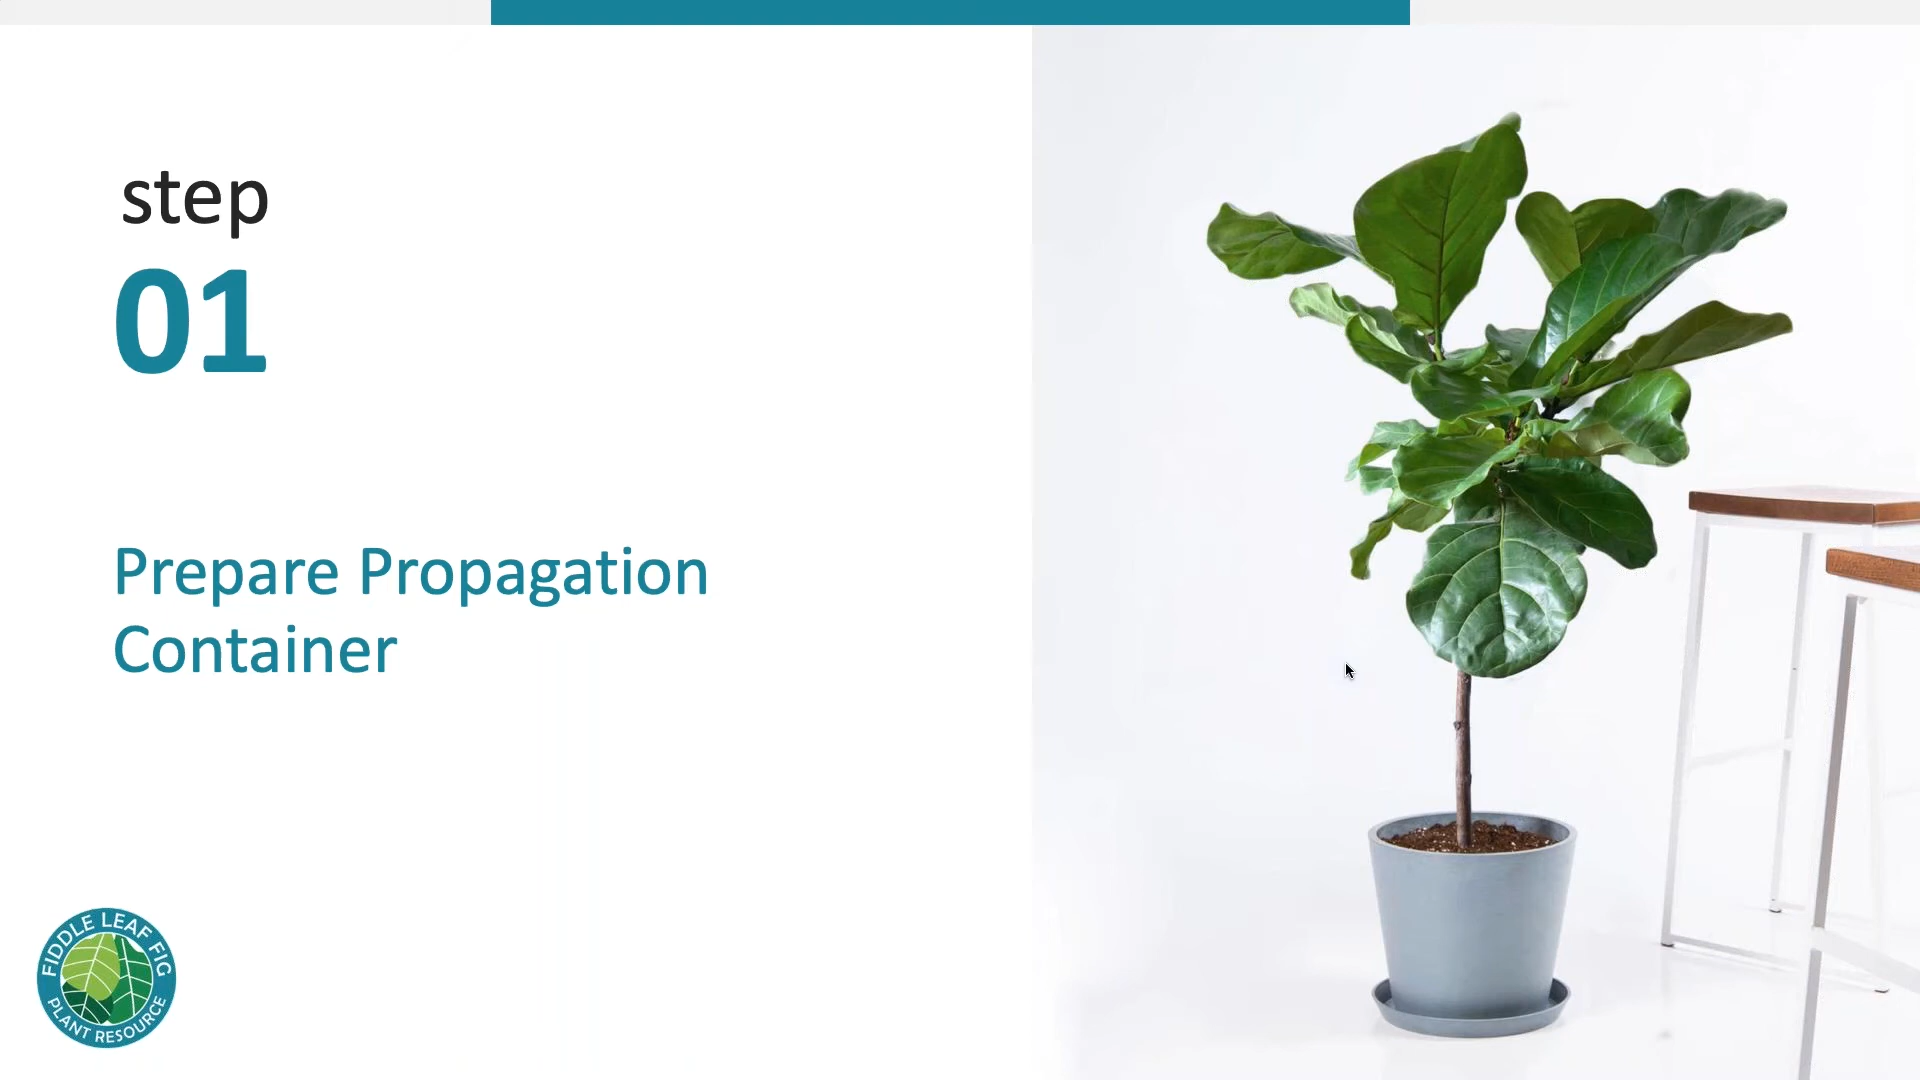 step
01
Prepare Propagation
Container
FIDDLE LEAF FIG
PLANT RESOURCE